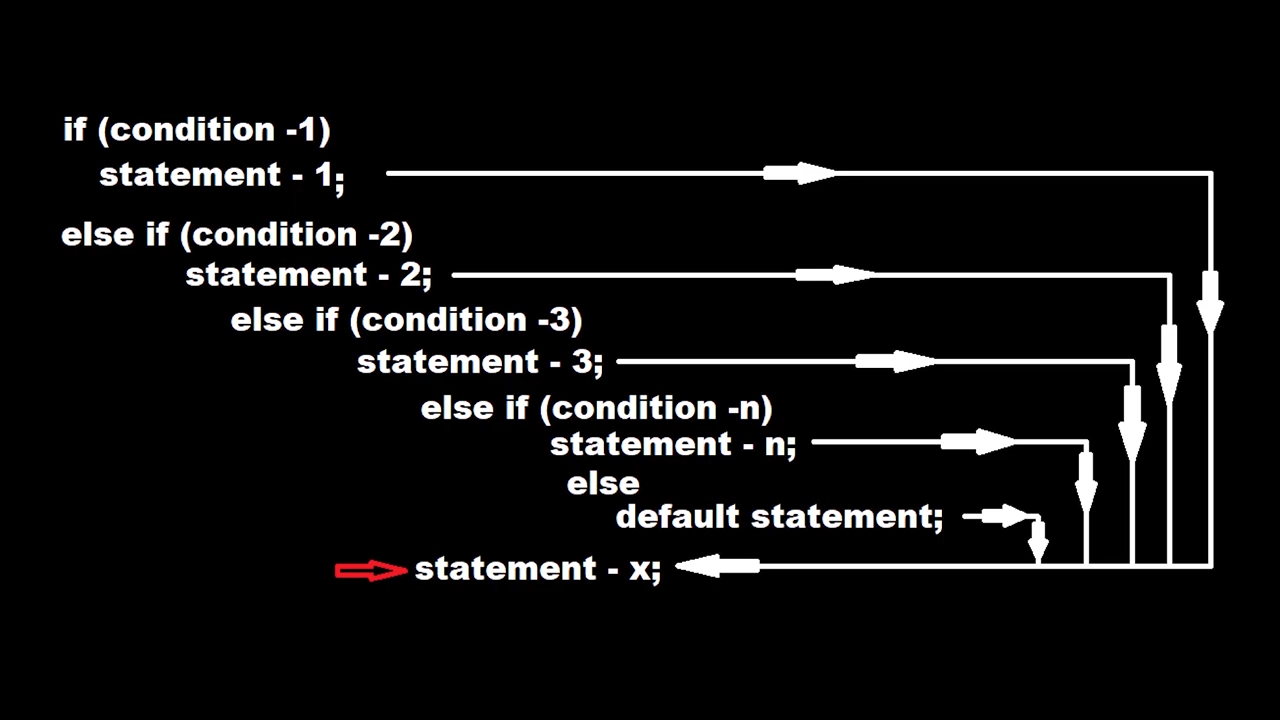 if (condition -1)
statement - 1;
else if (condition -2)
statement - 2;
else if (condition -3)
statement - 3;
else if (condition -n)
statement - n;
else
default statement;
statement - x;